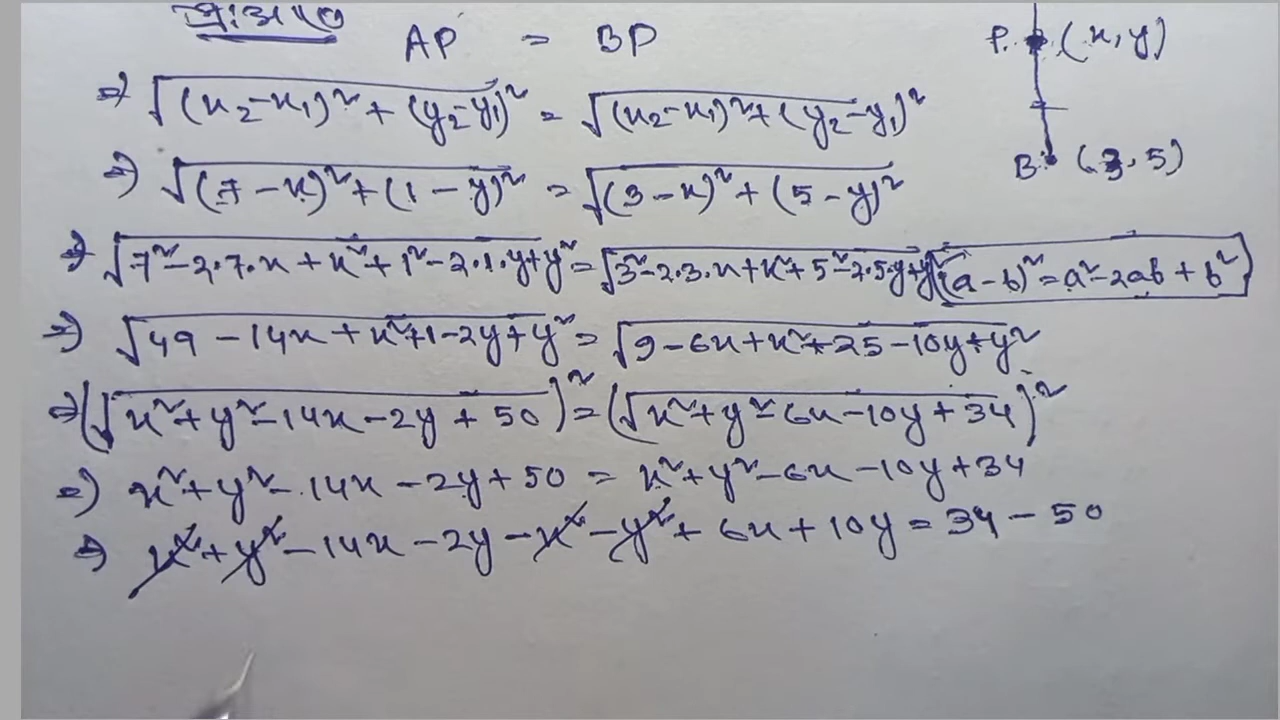 প্রঃমতে
AP = BP
P. (x, y)
⇒ √(x₂-x₁)² + (y₂-y₁)² = √(x₂-x₁)² + (y₂-y₁)²
B. (3, 5)
⇒ √(7-x)² + (1-y)² = √(3-x)² + (5-y)²
⇒ √7²-2·7·x+x²+1²-2·1·y+y² = √3²-2·3·x+x²+5²-2·5·y+y² (a-b)² = a²-2ab+b²
⇒ √49-14x+x²+1-2y+y² = √9-6x+x²+25-10y+y²
⇒ (√x²+y²-14x-2y+50)² = (√x²+y²-6x-10y+34)²
⇒ x²+y²-14x-2y+50 = x²+y²-6x-10y+34
⇒ x²+y²-14x-2y-x²-y²+6x+10y = 34-50